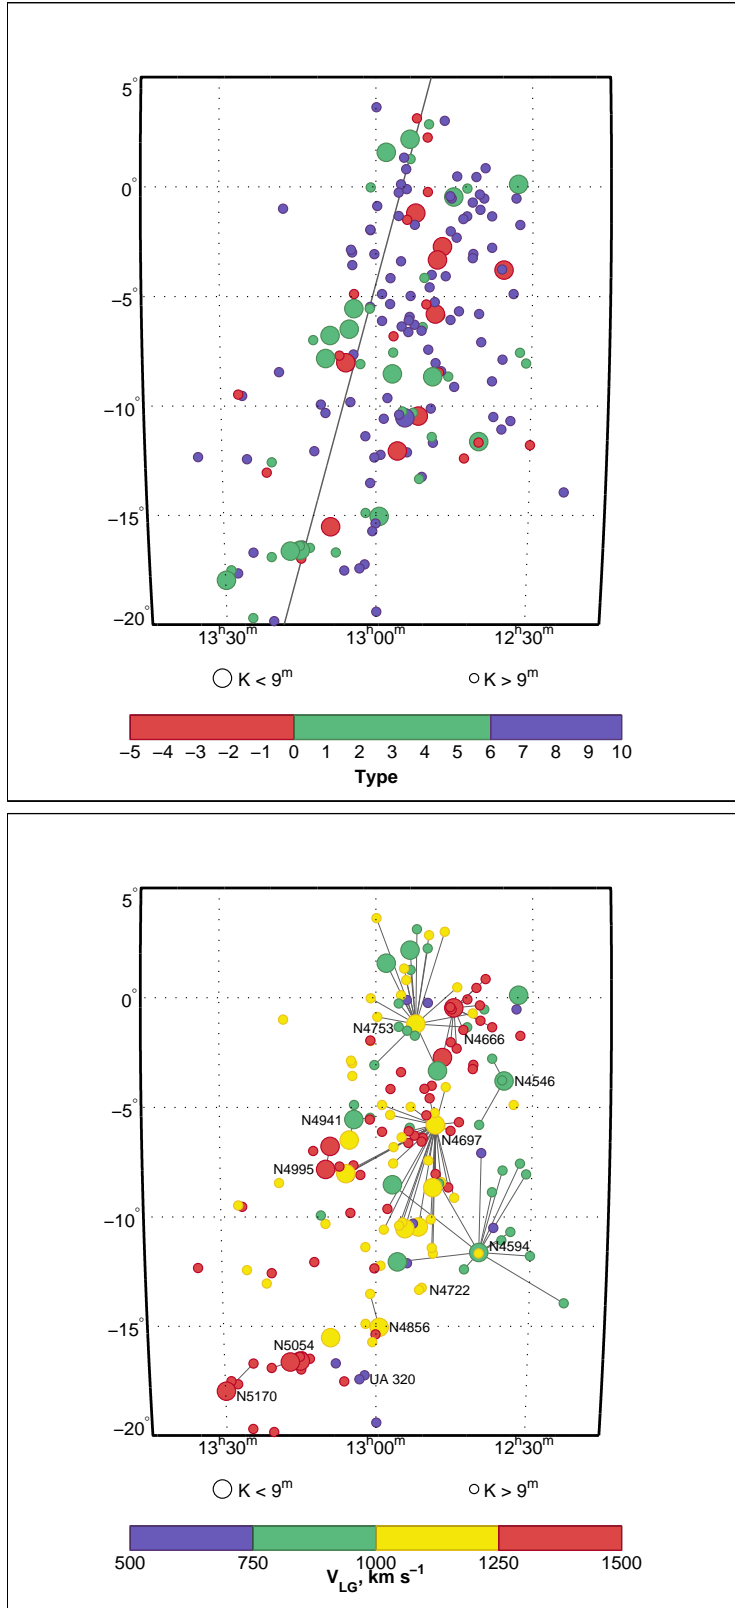 5°
0°
−5°
−10°
−15°
−20°
13h30m 13h00m 12h30m
K < 9m K > 9m
−5 −4 −3 −2 −1 0 1 2 3 4 5 6 7 8 9 10
Type
5°
0°
−5°
−10°
−15°
−20°
N4753
N4666
N4546
N4941
N4697
N4995
N4594
N4722
N4856
N5054
UA 320
N5170
13h30m 13h00m 12h30m
K < 9m K > 9m
500 750 1000 1250 1500
VLG, km s−1